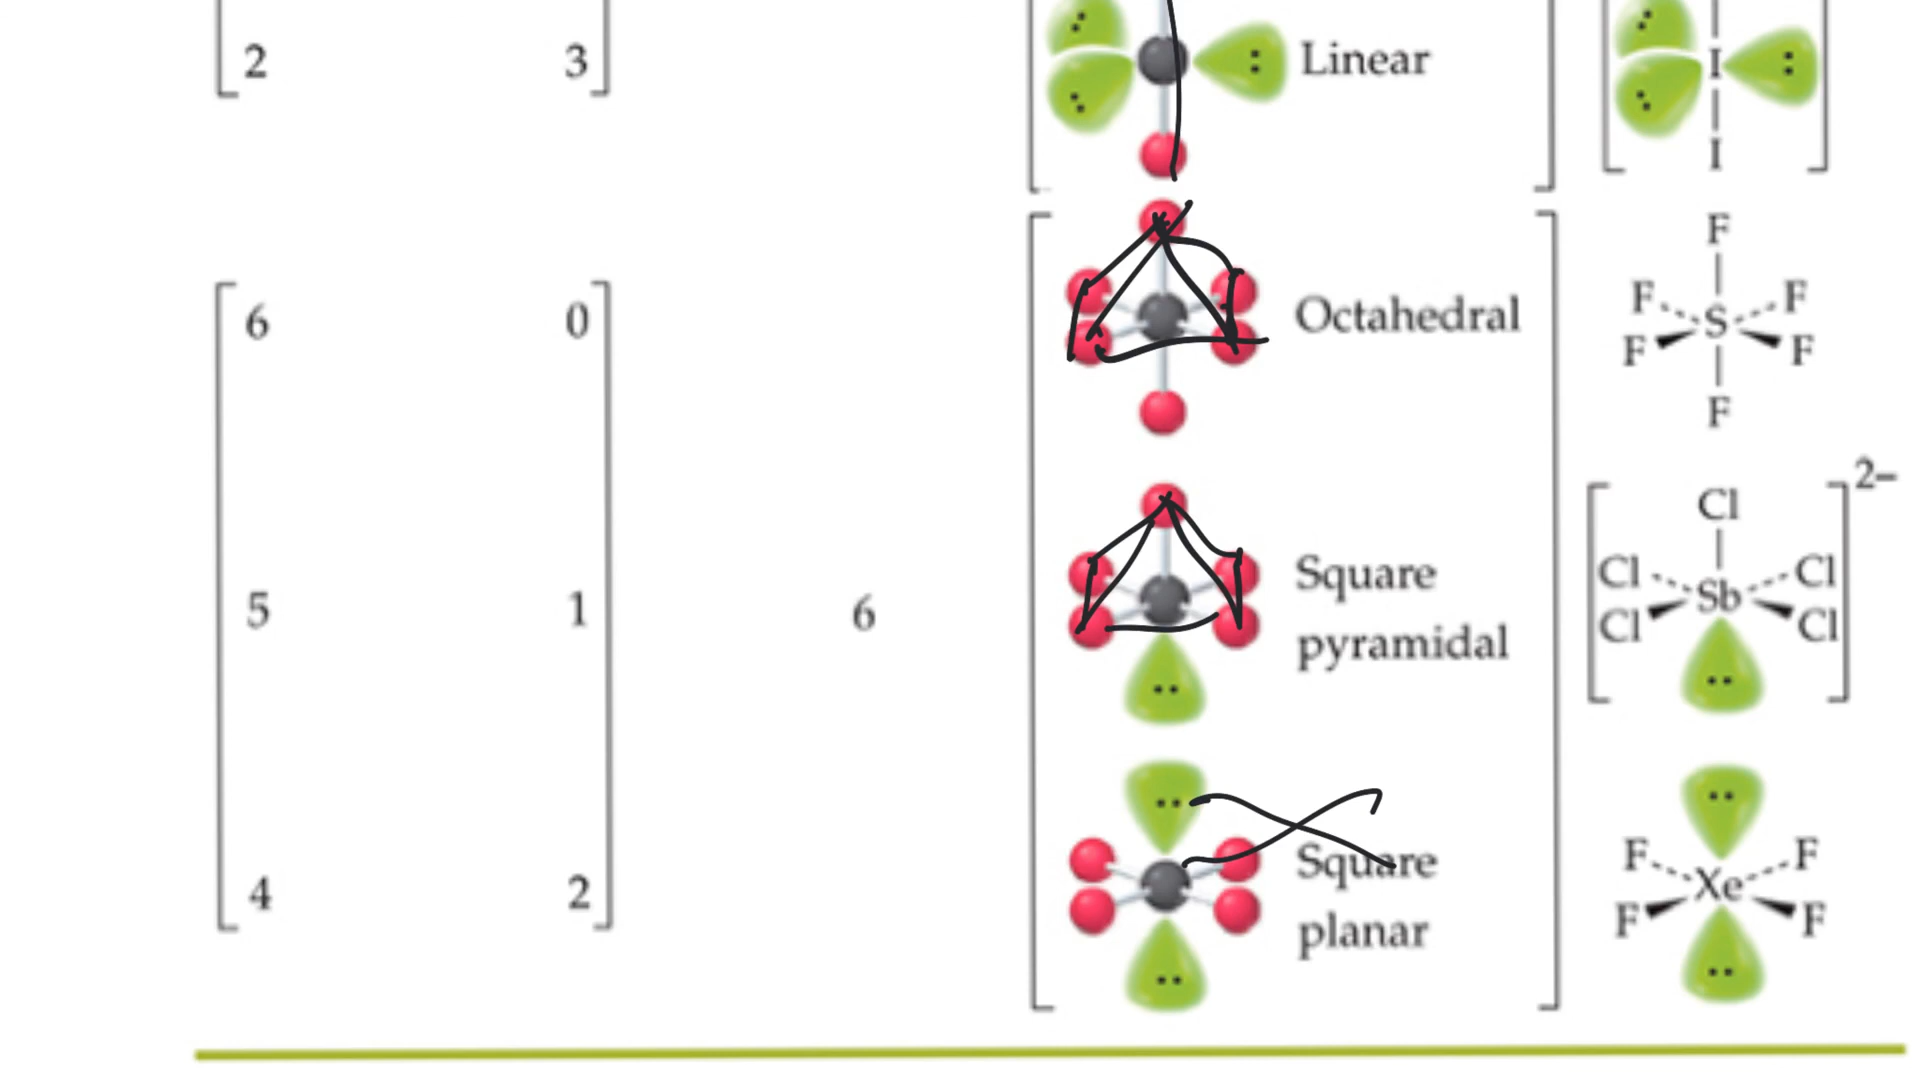 2 3 Linear I
I
F
6 0 Octahedral F F
S
F F
F
2−
Cl
5 1 6 Square Cl Cl
Sb
pyramidal Cl Cl
4 2 Square F F
Xe
planar F F